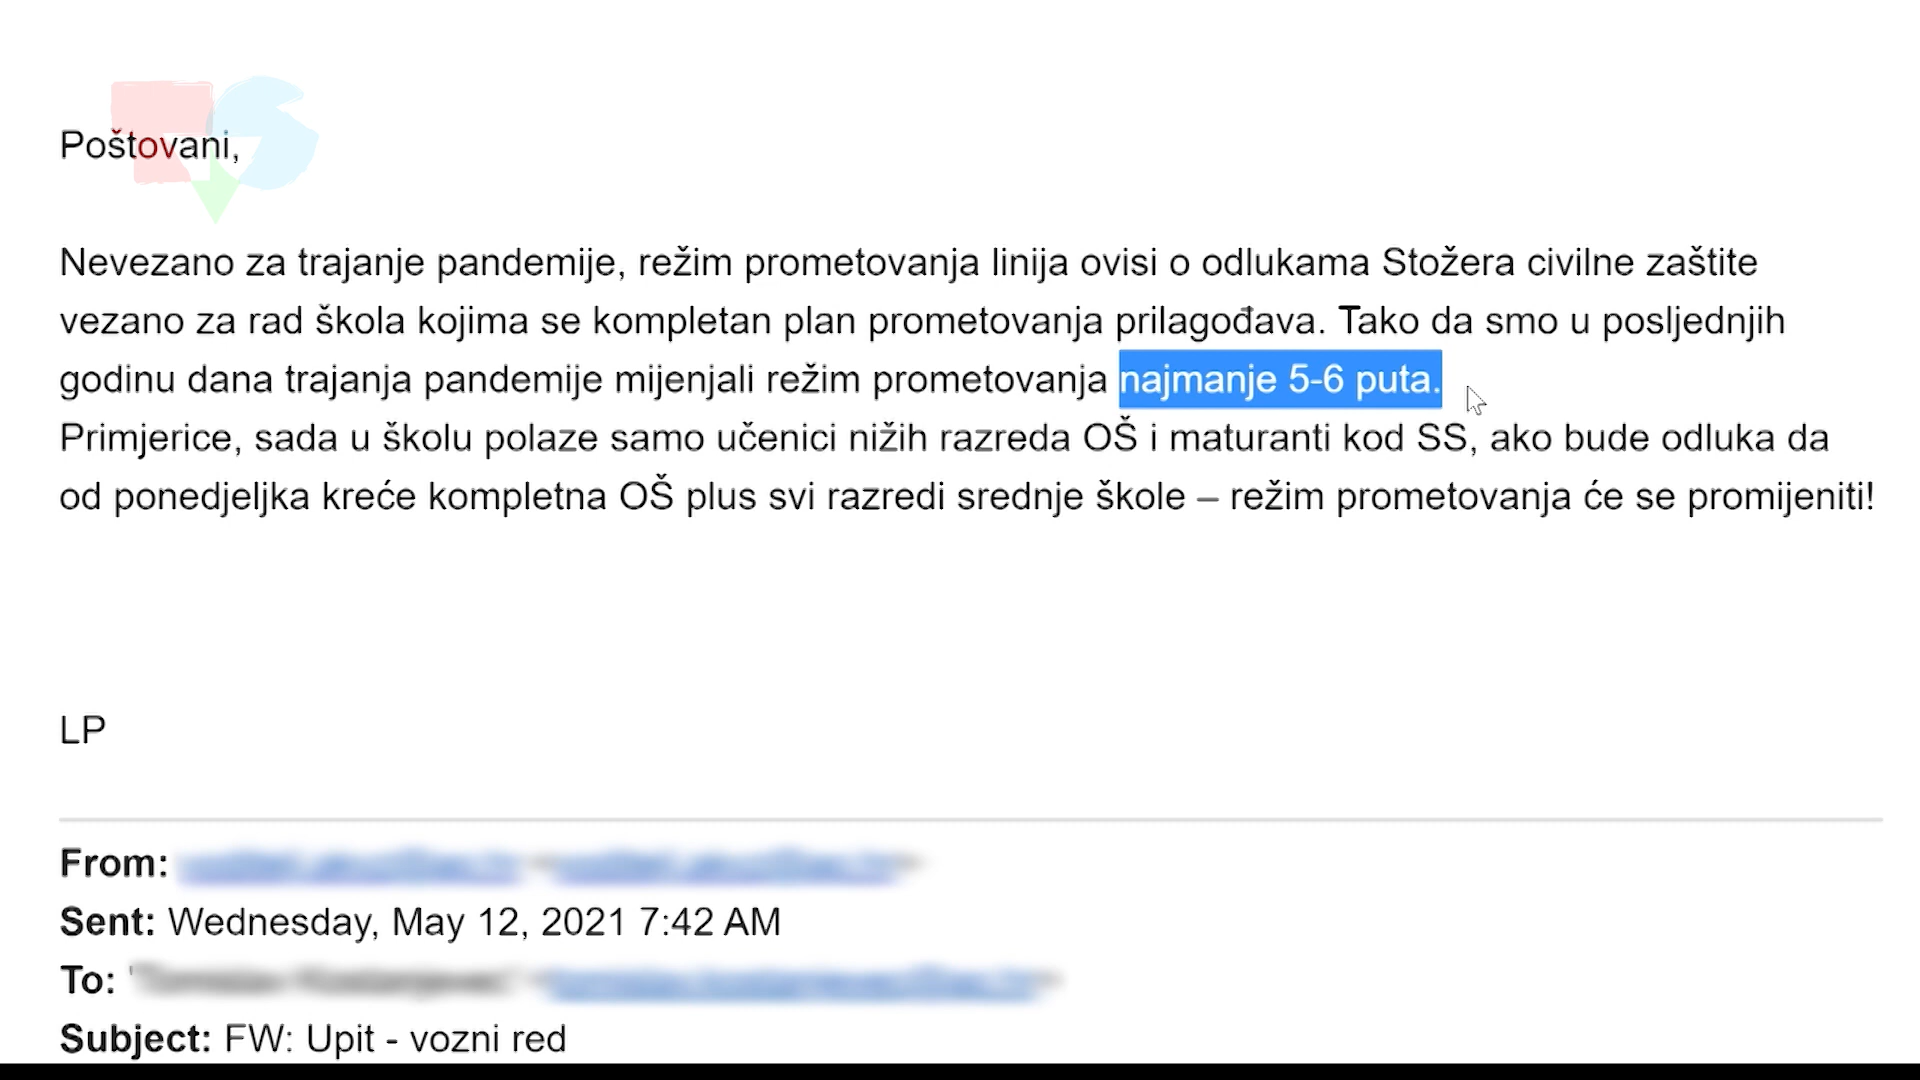 Poštovani,
Nevezano za trajanje pandemije, režim prometovanja linija ovisi o odlukama Stožera civilne zaštite
vezano za rad škola kojima se kompletan plan prometovanja prilagođava. Tako da smo u posljednjih
godinu dana trajanja pandemije mijenjali režim prometovanja najmanje 5-6 puta.
Primjerice, sada u školu polaze samo učenici nižih razreda OŠ i maturanti kod SS, ako bude odluka da
od ponedjeljka kreće kompletna OŠ plus svi razredi srednje škole – režim prometovanja će se promijeniti!
LP
From:
Sent: Wednesday, May 12, 2021 7:42 AM
To:
Subject: FW: Upit - vozni red